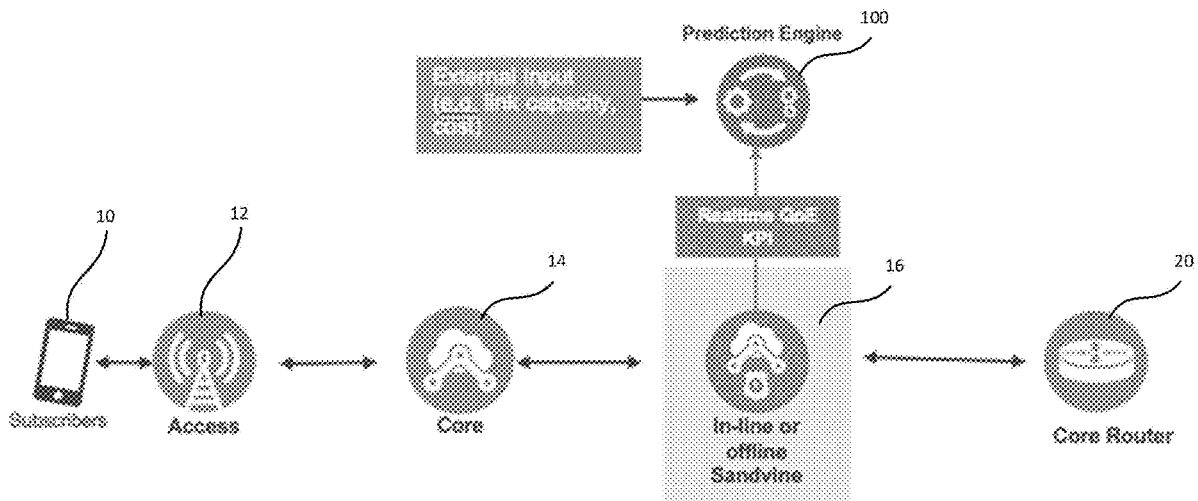 Prediction Engine
100
External Input
(e.g. link capacity,
cost)
Realtime QoE
KPI
10
12
14
16
20
Subscribers
Access
Core
In-line or
offline
Sandvine
Core Router